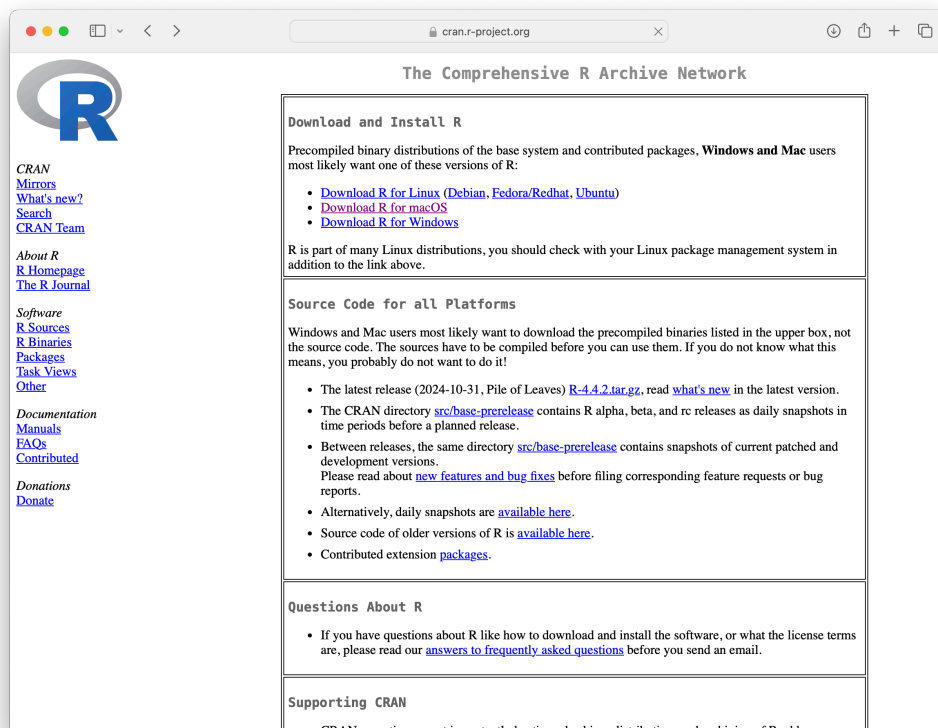 cran.r-project.org
R
The Comprehensive R Archive Network
CRAN
Mirrors
What's new?
Search
CRAN Team
About R
R Homepage
The R Journal
Software
R Sources
R Binaries
Packages
Task Views
Other
Documentation
Manuals
FAQs
Contributed
Donations
Donate
Download and Install R
Precompiled binary distributions of the base system and contributed packages, Windows and Mac users
most likely want one of these versions of R:
• Download R for Linux (Debian, Fedora/Redhat, Ubuntu)
• Download R for macOS
• Download R for Windows
R is part of many Linux distributions, you should check with your Linux package management system in
addition to the link above.
Source Code for all Platforms
Windows and Mac users most likely want to download the precompiled binaries listed in the upper box, not
the source code. The sources have to be compiled before you can use them. If you do not know what this
means, you probably do not want to do it!
• The latest release (2024-10-31, Pile of Leaves) R-4.4.2.tar.gz, read what's new in the latest version.
• The CRAN directory src/base-prerelease contains R alpha, beta, and rc releases as daily snapshots in
time periods before a planned release.
• Between releases, the same directory src/base-prerelease contains snapshots of current patched and
development versions.
Please read about new features and bug fixes before filing corresponding feature requests or bug
reports.
• Alternatively, daily snapshots are available here.
• Source code of older versions of R is available here.
• Contributed extension packages.
Questions About R
• If you have questions about R like how to download and install the software, or what the license terms
are, please read our answers to frequently asked questions before you send an email.
Supporting CRAN